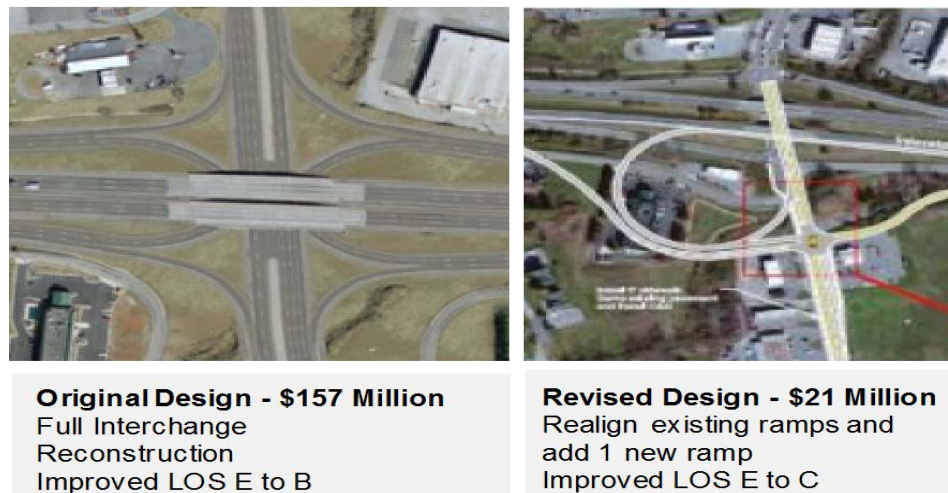 Original Design - $157 Million
Full Interchange
Reconstruction
Improved LOS E to B
Revised Design - $21 Million
Realign existing ramps and
add 1 new ramp
Improved LOS E to C